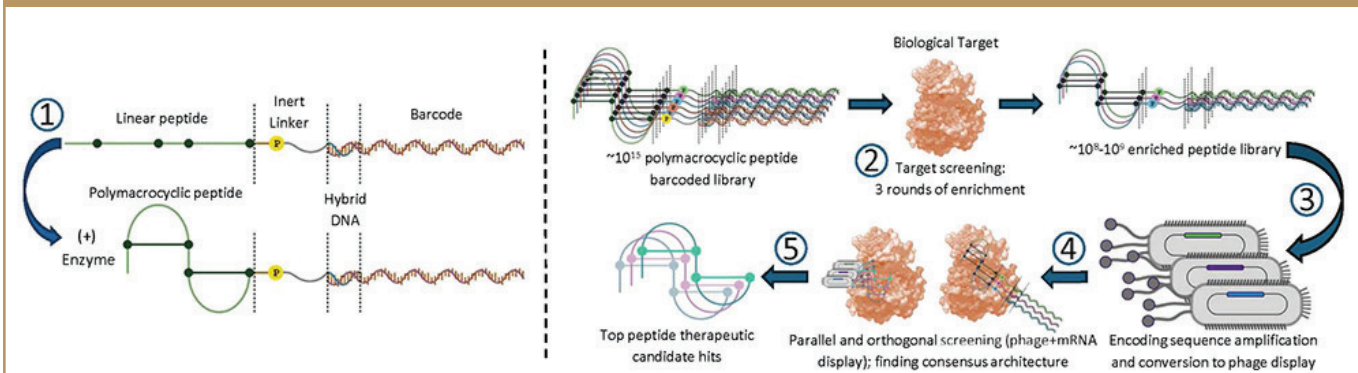 1
Linear peptide
Inert
Linker
Barcode
P
Polymacrocyclic peptide
Hybrid
DNA
(+)
Enzyme
P
Biological Target
P
P
P
P
~10¹⁵ polymacrocyclic peptide
barcoded library
2
Target screening:
3 rounds of enrichment
P
P
P
~10⁸-10⁹ enriched peptide library
3
4
5
Top peptide therapeutic
candidate hits
Parallel and orthogonal screening (phage+mRNA
display); finding consensus architecture
Encoding sequence amplification
and conversion to phage display